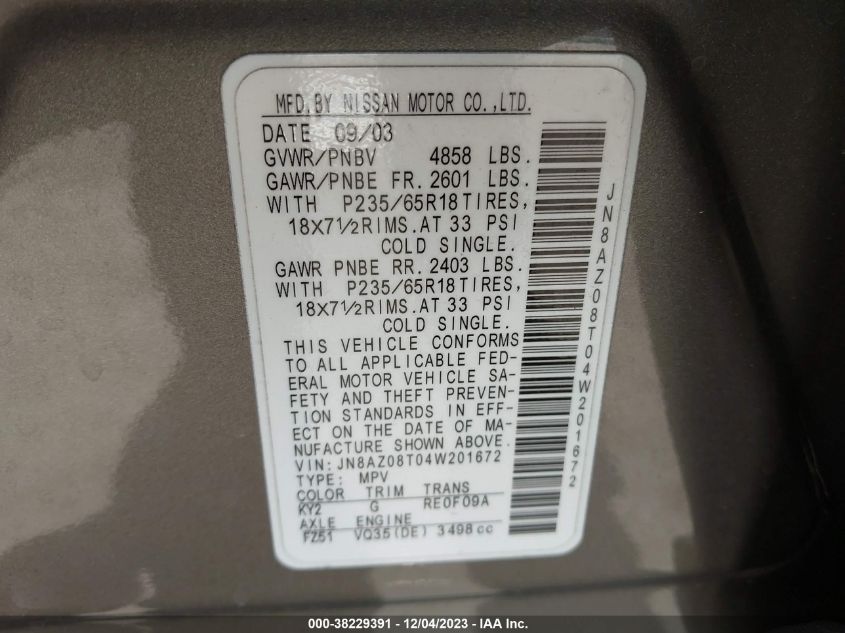 MFD.BY NISSAN MOTOR CO.,LTD.
DATE 09/03
GVWR/PNBV 4858 LBS.
GAWR/PNBE FR. 2601 LBS.
WITH P235/65R18TIRES,
18X7½RIMS.AT 33 PSI
COLD SINGLE.
GAWR PNBE RR. 2403 LBS.
WITH P235/65R18TIRES,
18X7½RIMS.AT 33 PSI
COLD SINGLE.
THIS VEHICLE CONFORMS
TO ALL APPLICABLE FED-
ERAL MOTOR VEHICLE SA-
FETY AND THEFT PREVEN-
TION STANDARDS IN EFF-
ECT ON THE DATE OF MA-
NUFACTURE SHOWN ABOVE.
VIN: JN8AZ08T04W201672
TYPE: MPV
COLOR TRIM TRANS
KY2 G RE0F09A
AXLE ENGINE
FZ51 VQ35(DE) 3498cc
JN8AZ08T04W201672
000-38229391 - 12/04/2023 - IAA Inc.